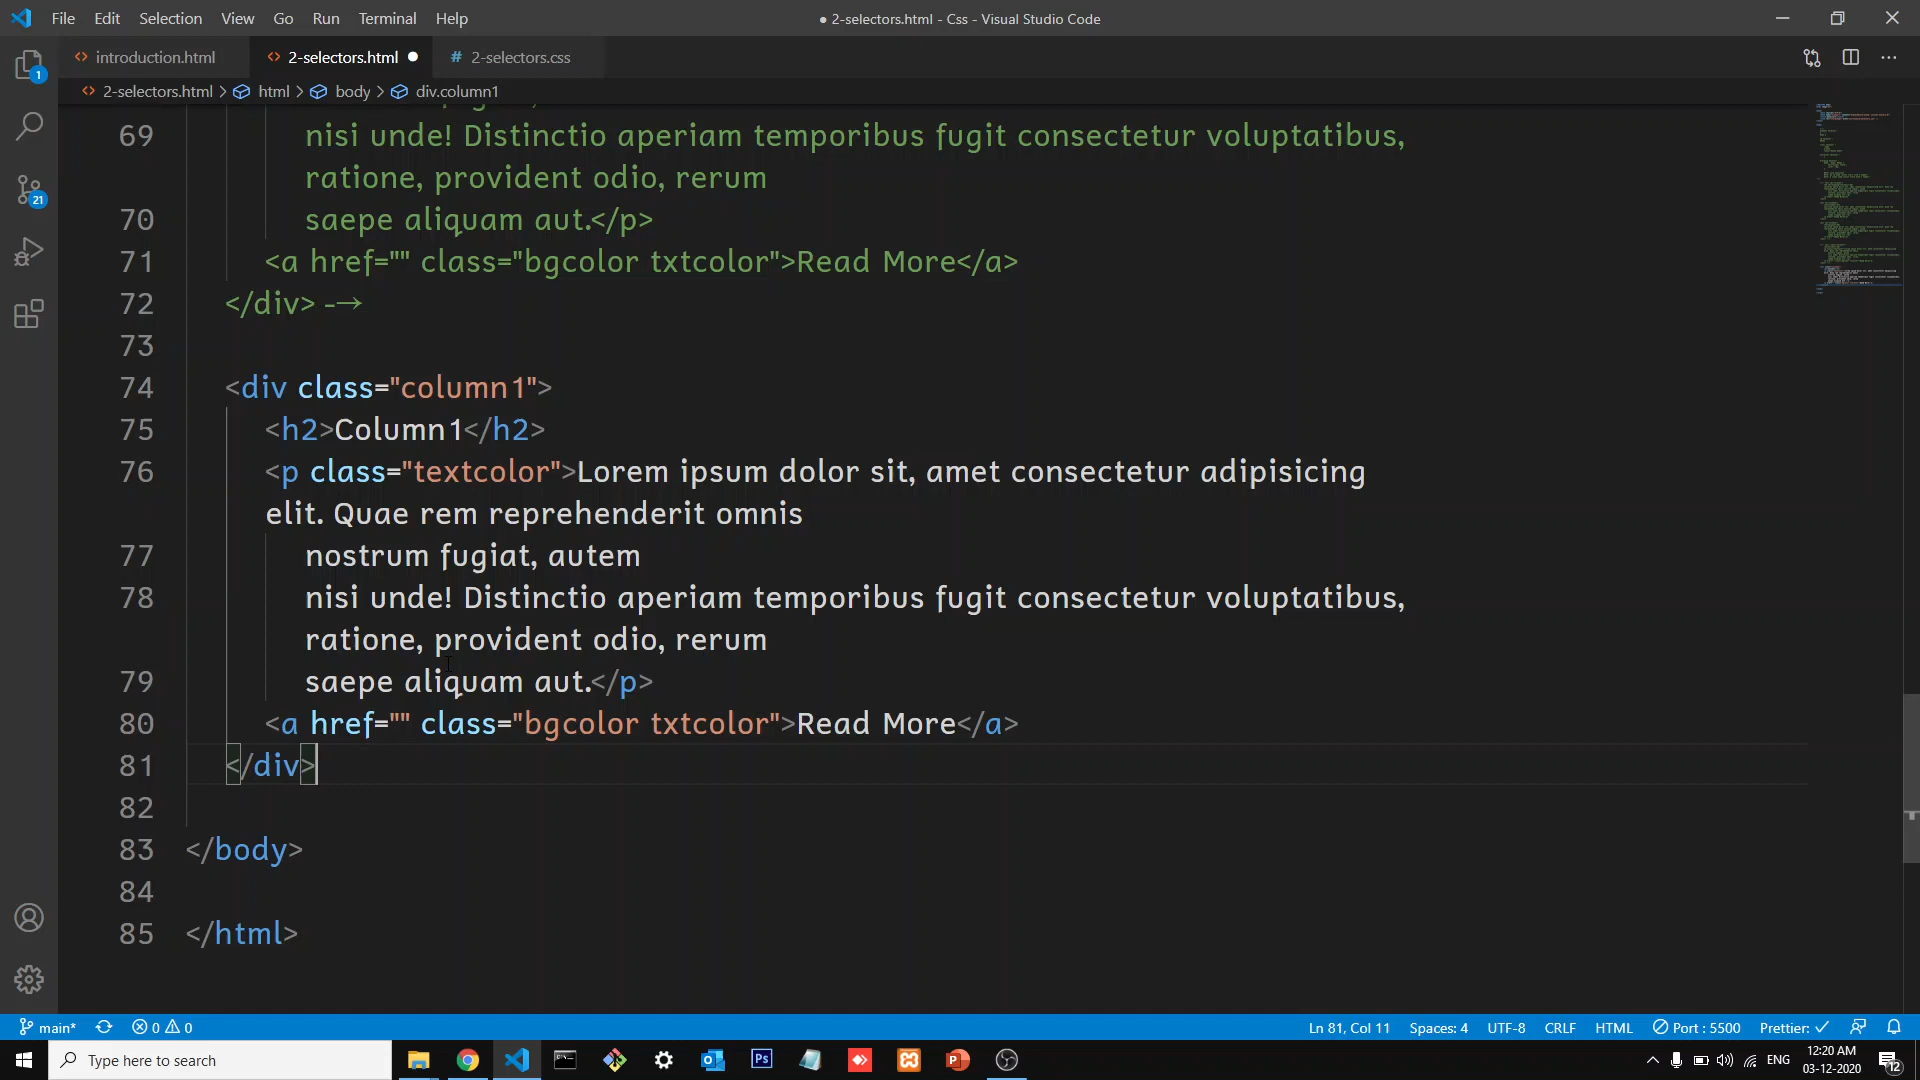 File Edit Selection View Go Run Terminal Help
● 2-selectors.html - Css - Visual Studio Code
introduction.html
2-selectors.html ●
# 2-selectors.css
2-selectors.html > html > body > div.column1
69 nisi unde! Distinctio aperiam temporibus fugit consectetur voluptatibus,
ratione, provident odio, rerum
70 saepe aliquam aut.</p>
71 <a href="" class="bgcolor txtcolor">Read More</a>
72 </div> -->
73
74 <div class="column1">
75 <h2>Column1</h2>
76 <p class="textcolor">Lorem ipsum dolor sit, amet consectetur adipisicing
elit. Quae rem reprehenderit omnis
77 nostrum fugiat, autem
78 nisi unde! Distinctio aperiam temporibus fugit consectetur voluptatibus,
ratione, provident odio, rerum
79 saepe aliquam aut.</p>
80 <a href="" class="bgcolor txtcolor">Read More</a>
81 </div>
82
83 </body>
84
85 </html>
1
21
main* 0 0
Ln 81, Col 11 Spaces: 4 UTF-8 CRLF HTML Port : 5500 Prettier: ✓
Type here to search
Ps
ENG
12:20 AM
03-12-2020
12